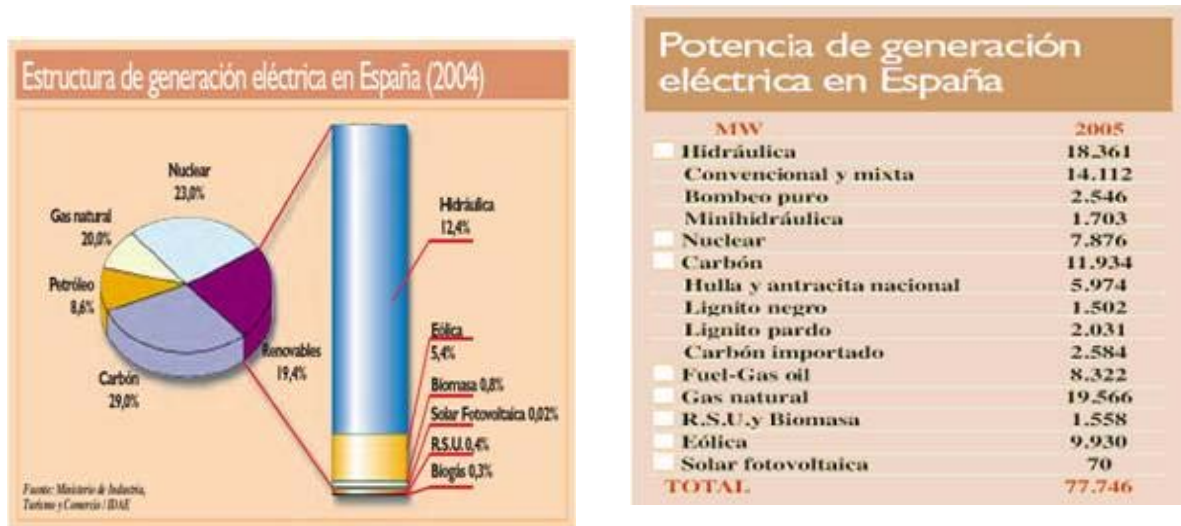 Estructura de generación eléctrica en España (2004)
Nuclear
23,0%
Gas natural
20,0%
Petróleo
8,6%
Carbón
29,0%
Renovables
19,4%
Hidráulica
12,4%
Eólica
5,4%
Biomasa 0,8%
Solar Fotovoltaica 0,02%
R.S.U. 0,4%
Biogás 0,3%
Fuente: Ministerio de Industria,
Turismo y Comercio / IDAE
Potencia de generación
eléctrica en España
MW 2005
Hidráulica 18.361
Convencional y mixta 14.112
Bombeo puro 2.546
Minihidráulica 1.703
Nuclear 7.876
Carbón 11.934
Hulla y antracita nacional 5.974
Lignito negro 1.502
Lignito pardo 2.031
Carbón importado 2.584
Fuel-Gas oil 8.322
Gas natural 19.566
R.S.U.y Biomasa 1.558
Eólica 9.930
Solar fotovoltaica 70
TOTAL 77.746